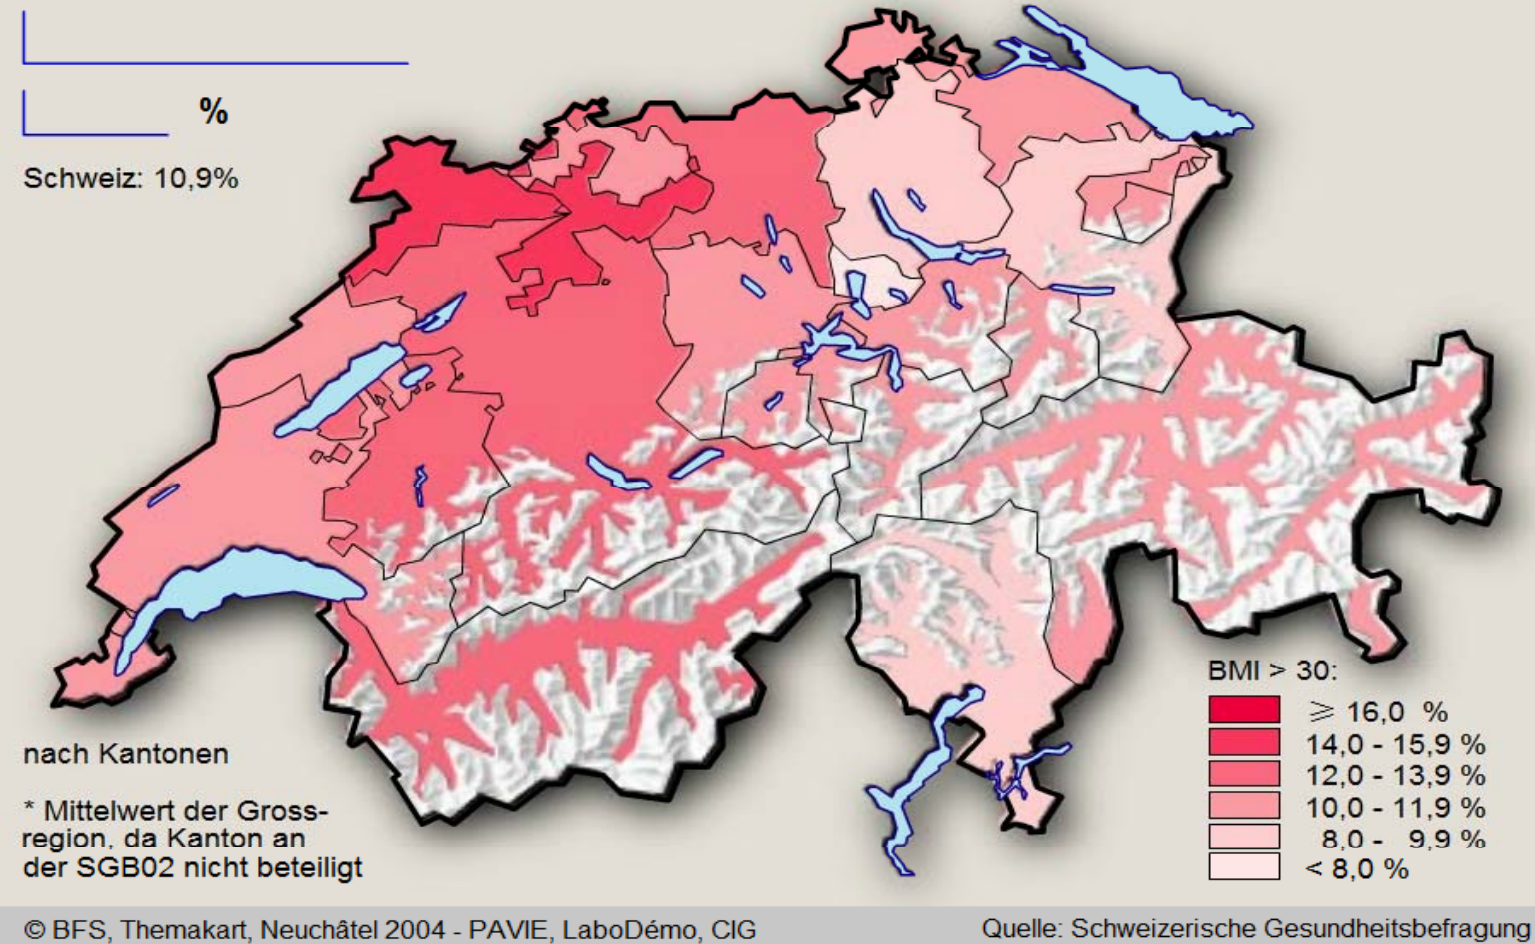 %
Schweiz: 10,9%
nach Kantonen
* Mittelwert der Gross-
region, da Kanton an
der SGB02 nicht beteiligt
BMI > 30:
≥ 16,0 %
14,0 - 15,9 %
12,0 - 13,9 %
10,0 - 11,9 %
8,0 - 9,9 %
< 8,0 %
© BFS, Themakart, Neuchâtel 2004 - PAVIE, LaboDémo, CIG
Quelle: Schweizerische Gesundheitsbefragung